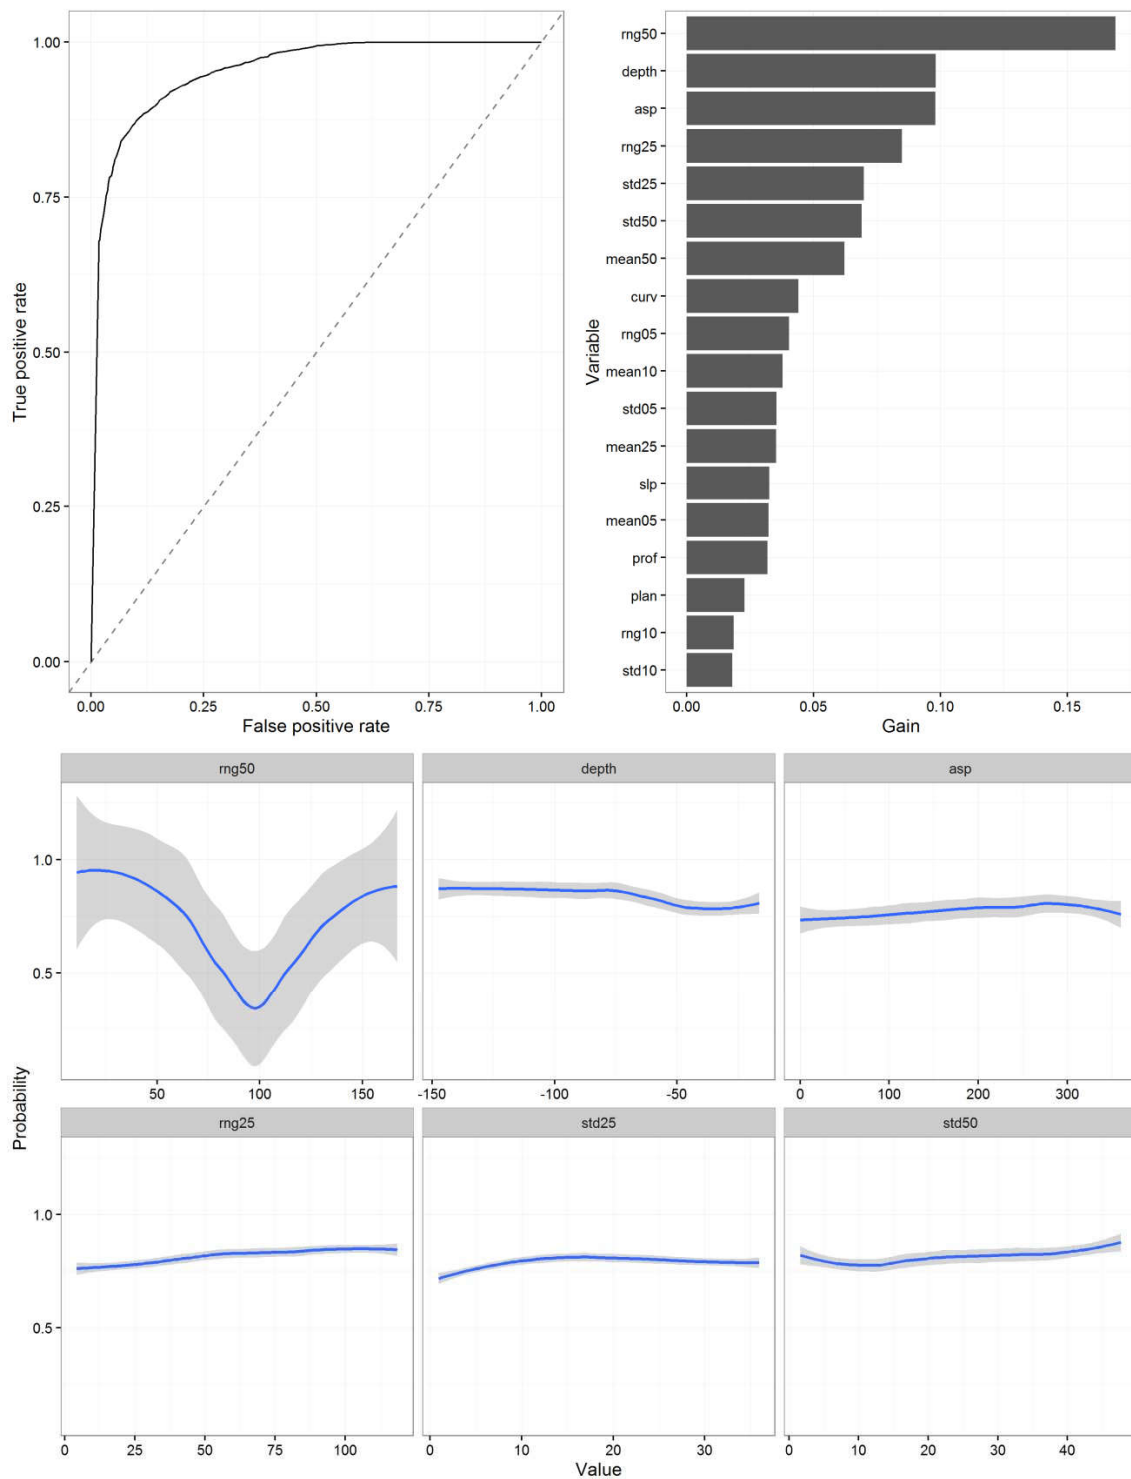 1.00
0.75
0.50
0.25
0.00
True positive rate
0.00 0.25 0.50 0.75 1.00
False positive rate
rng50
depth
asp
rng25
std25
std50
mean50
curv
rng05
mean10
std05
mean25
slp
mean05
prof
plan
rng10
std10
Variable
0.00 0.05 0.10 0.15
Gain
rng50 depth asp
1.0
0.5
50 100 150 -150 -100 -50 0 100 200 300
Probability
rng25 std25 std50
1.0
0.5
0 25 50 75 100 0 10 20 30 0 10 20 30 40
Value